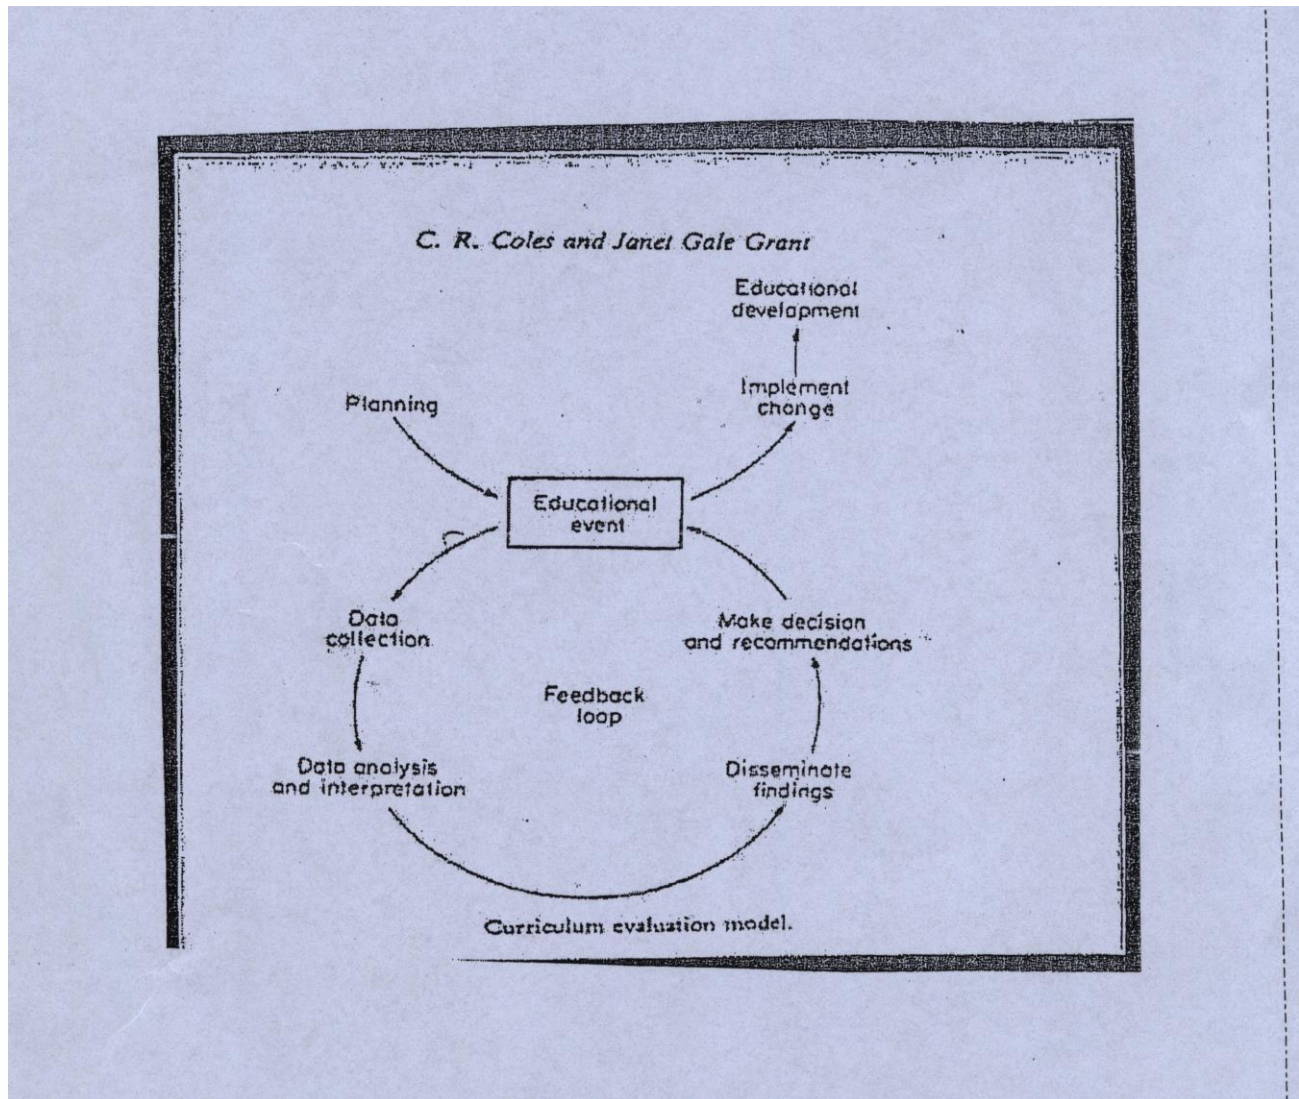 C. R. Coles and Janet Gale Grant
Educational
development
Implement
change
Planning
Educational
event
Data
collection
Make decision
and recommendations
Feedback
loop
Data analysis
and interpretation
Disseminate
findings
Curriculum evaluation model.